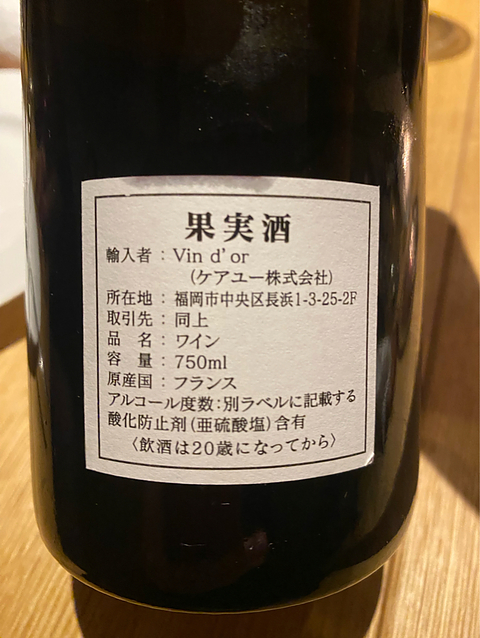 果実酒
輸入者：Vin d'or
（ケアユー株式会社）
所在地：福岡市中央区長浜1-3-25-2F
取引先：同上
品　名：ワイン
容　量：750ml
原産国：フランス
アルコール度数：別ラベルに記載する
酸化防止剤（亜硫酸塩）含有
〈飲酒は20歳になってから〉